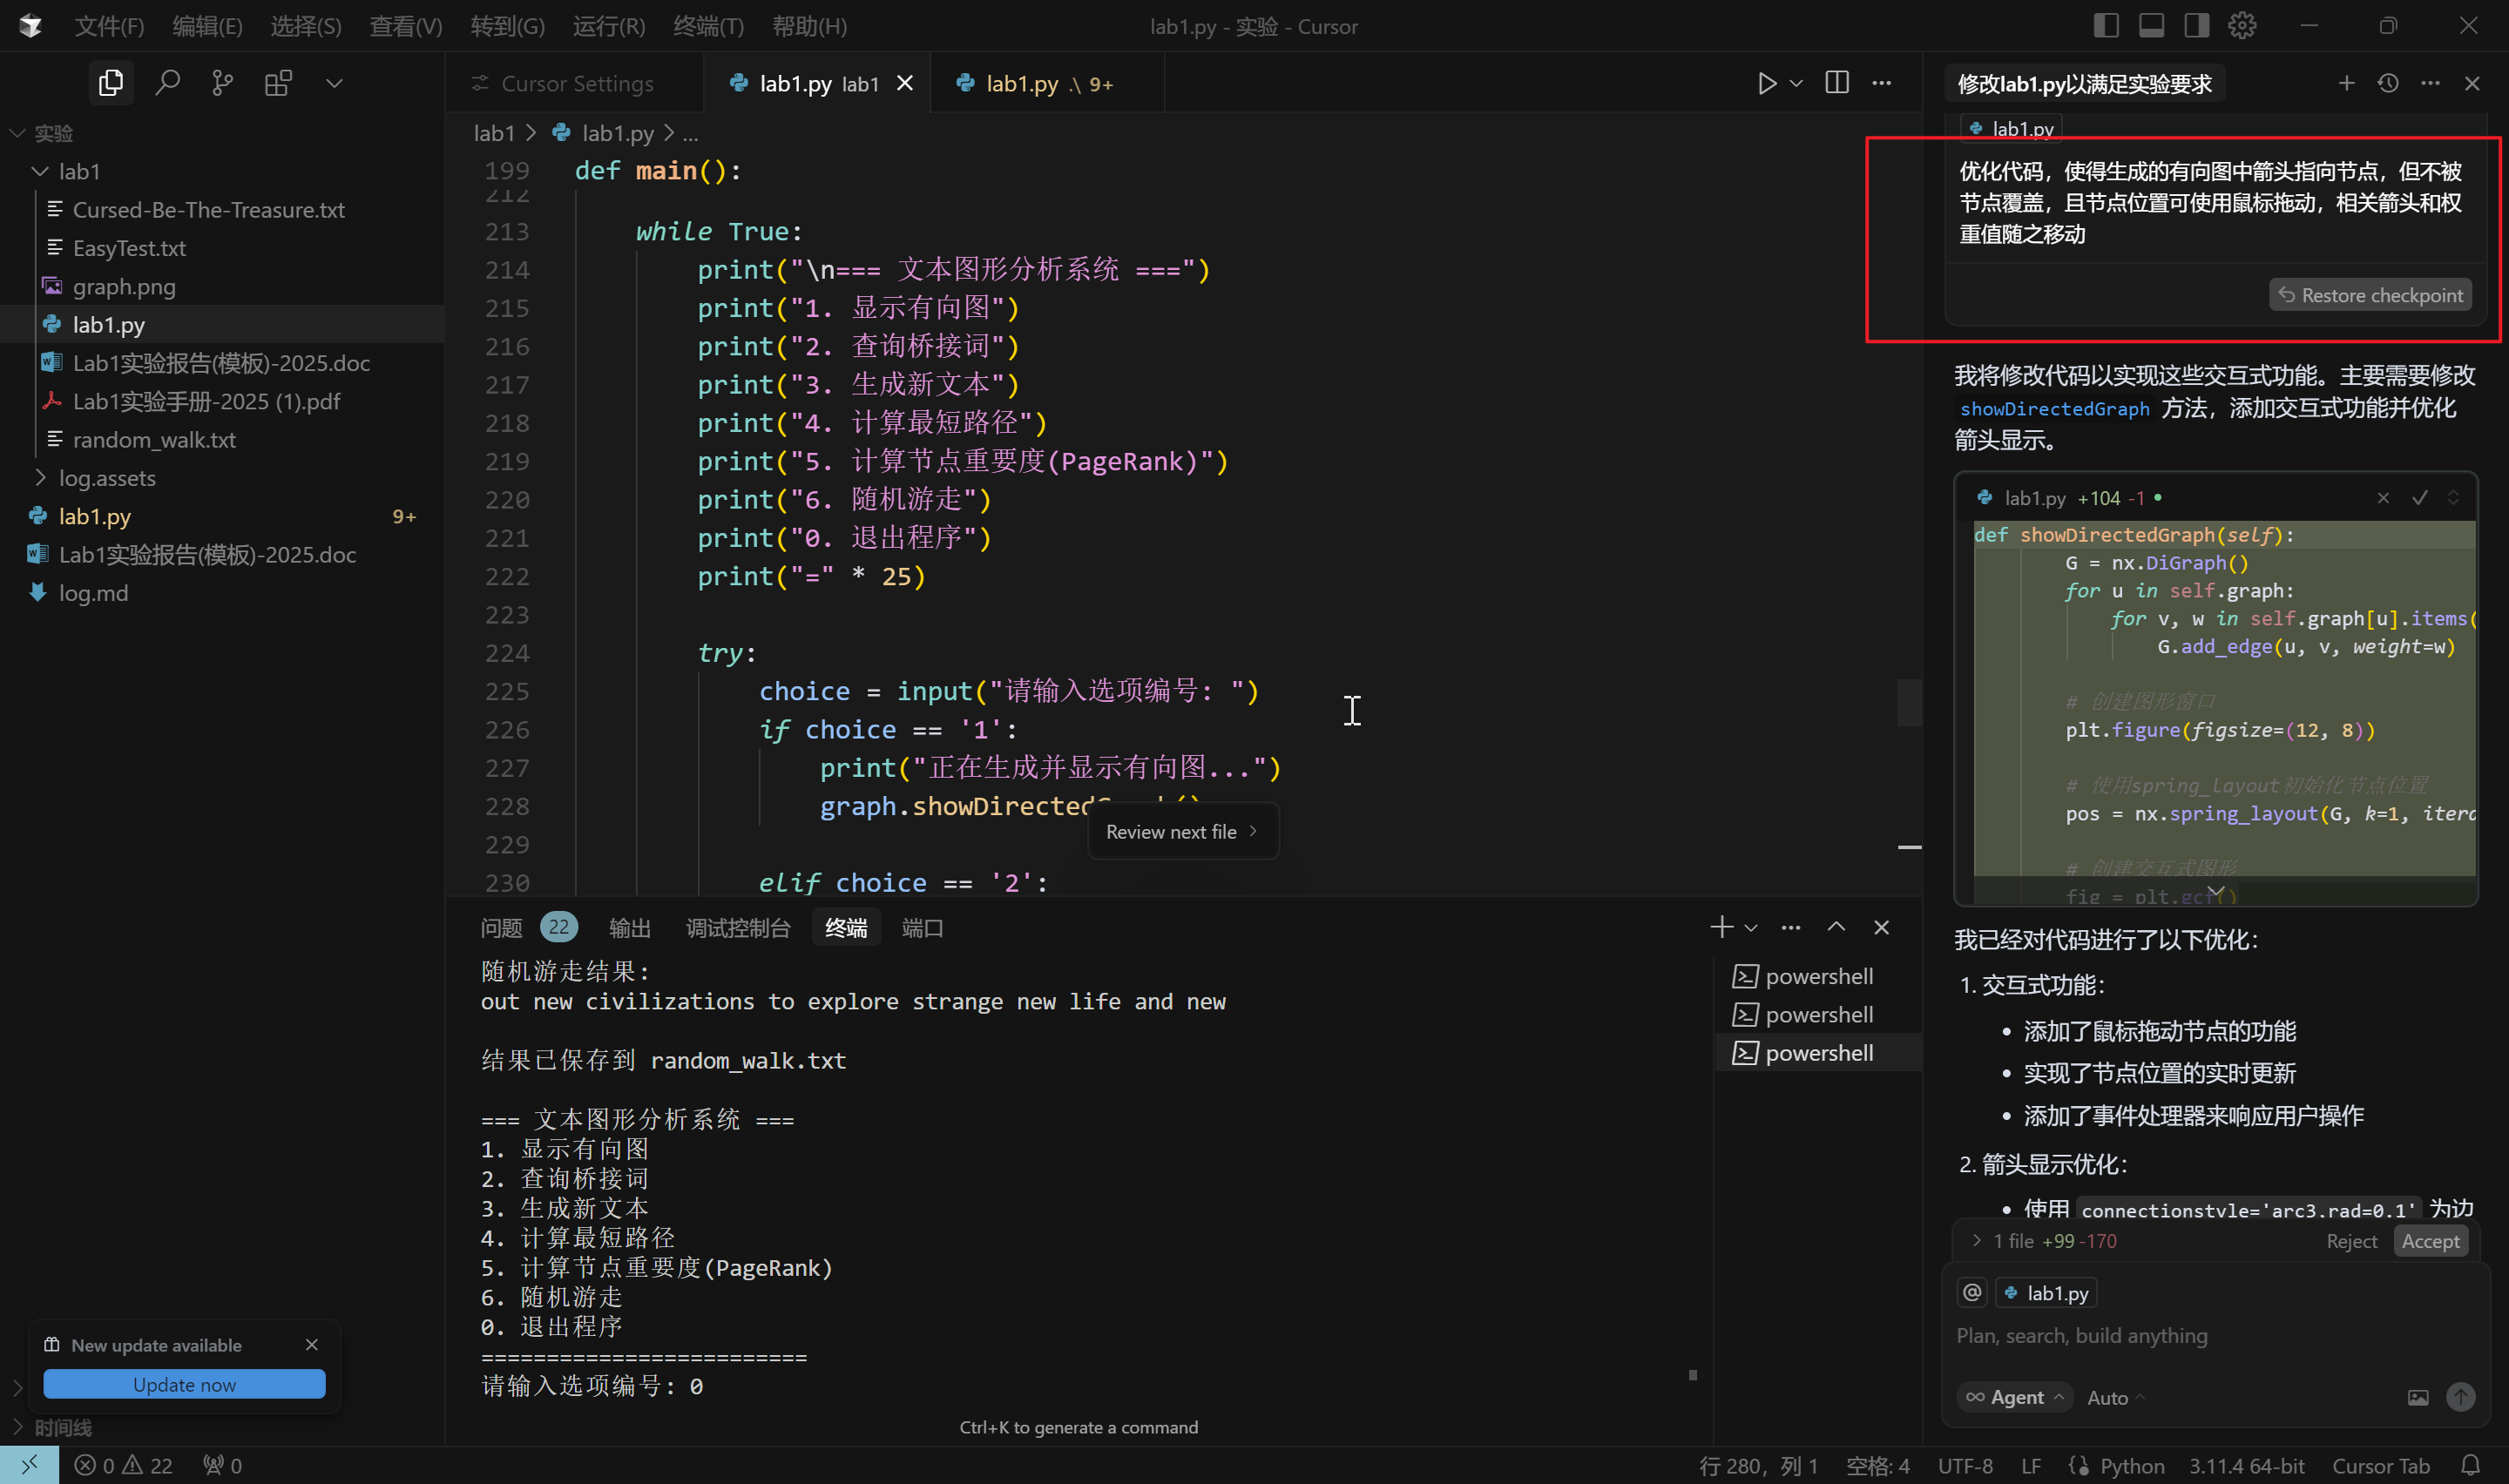 文件(F) 编辑(E) 选择(S) 查看(V) 转到(G) 运行(R) 终端(T) 帮助(H)
lab1.py - 实验 - Cursor
Cursor Settings
lab1.py lab1
lab1.py .\ 9+
实验
lab1
Cursed-Be-The-Treasure.txt
EasyTest.txt
graph.png
lab1.py
Lab1实验报告(模板)-2025.doc
Lab1实验手册-2025 (1).pdf
random_walk.txt
log.assets
lab1.py 9+
Lab1实验报告(模板)-2025.doc
log.md
New update available
Update now
时间线
lab1 > lab1.py > ...
199 def main():
212
213 while True:
214 print("\n=== 文本图形分析系统 ===")
215 print("1. 显示有向图")
216 print("2. 查询桥接词")
217 print("3. 生成新文本")
218 print("4. 计算最短路径")
219 print("5. 计算节点重要度(PageRank)")
220 print("6. 随机游走")
221 print("0. 退出程序")
222 print("=" * 25)
223
224 try:
225 choice = input("请输入选项编号: ")
226 if choice == '1':
227 print("正在生成并显示有向图...")
228 graph.showDirected
229
230 elif choice == '2':
Review next file >
问题 22 输出 调试控制台 终端 端口
随机游走结果:
out new civilizations to explore strange new life and new
结果已保存到 random_walk.txt
=== 文本图形分析系统 ===
1. 显示有向图
2. 查询桥接词
3. 生成新文本
4. 计算最短路径
5. 计算节点重要度(PageRank)
6. 随机游走
0. 退出程序
=========================
请输入选项编号: 0
Ctrl+K to generate a command
powershell
powershell
powershell
修改lab1.py以满足实验要求
lab1.py
优化代码，使得生成的有向图中箭头指向节点，但不被
节点覆盖，且节点位置可使用鼠标拖动，相关箭头和权
重值随之移动
Restore checkpoint
我将修改代码以实现这些交互式功能。主要需要修改
showDirectedGraph 方法，添加交互式功能并优化
箭头显示。
lab1.py +104 -1
def showDirectedGraph(self):
G = nx.DiGraph()
for u in self.graph:
for v, w in self.graph[u].items(
G.add_edge(u, v, weight=w)
# 创建图形窗口
plt.figure(figsize=(12, 8))
# 使用spring_layout初始化节点位置
pos = nx.spring_layout(G, k=1, itera
# 创建交互式图形
fig = plt.gcf()
我已经对代码进行了以下优化：
1. 交互式功能：
• 添加了鼠标拖动节点的功能
• 实现了节点位置的实时更新
• 添加了事件处理器来响应用户操作
2. 箭头显示优化：
• 使用 connectionstyle='arc3,rad=0.1' 为边
1 file +99 -170 Reject Accept
@ lab1.py
Plan, search, build anything
Agent Auto
0 22 0
行 280，列 1 空格: 4 UTF-8 LF Python 3.11.4 64-bit Cursor Tab